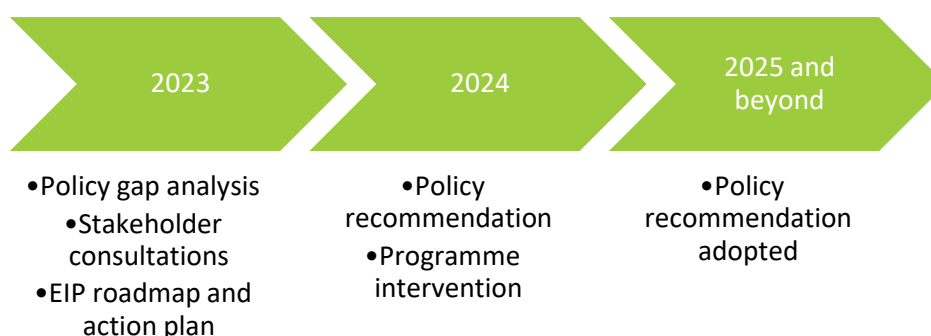 2023
2024
2025 and
beyond
•Policy gap analysis
•Stakeholder
consultations
•EIP roadmap and
action plan
•Policy
recommendation
•Programme
intervention
•Policy
recommendation
adopted